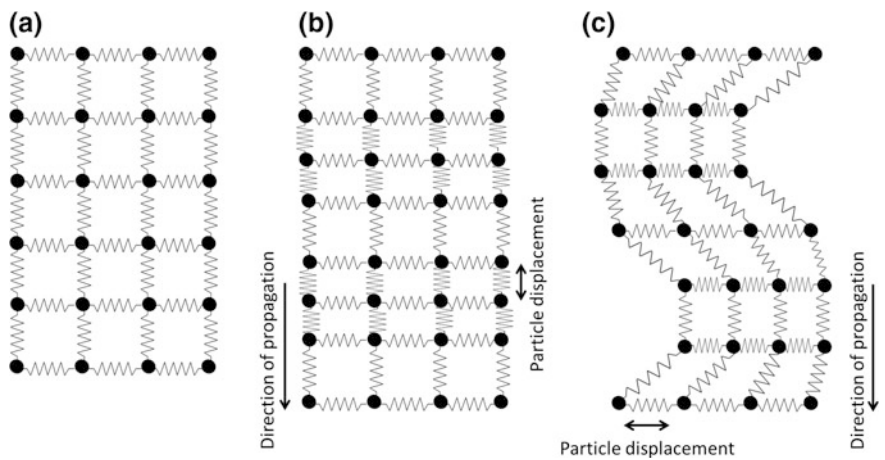 (a)
(b)
(c)
Direction of propagation
Particle displacement
Particle displacement
Direction of propagation